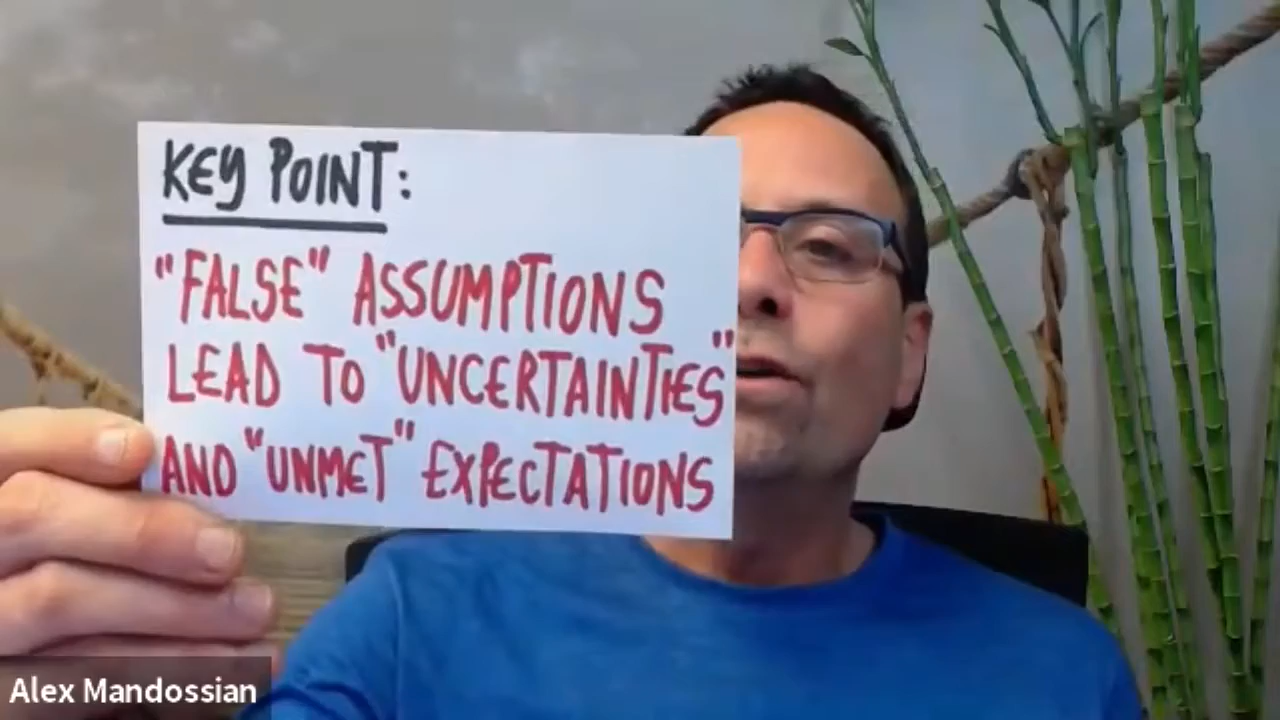 KEY POINT:
"FALSE" ASSUMPTIONS
LEAD TO "UNCERTAINTIES"
AND "UNMET" EXPECTATIONS
Alex Mandossian